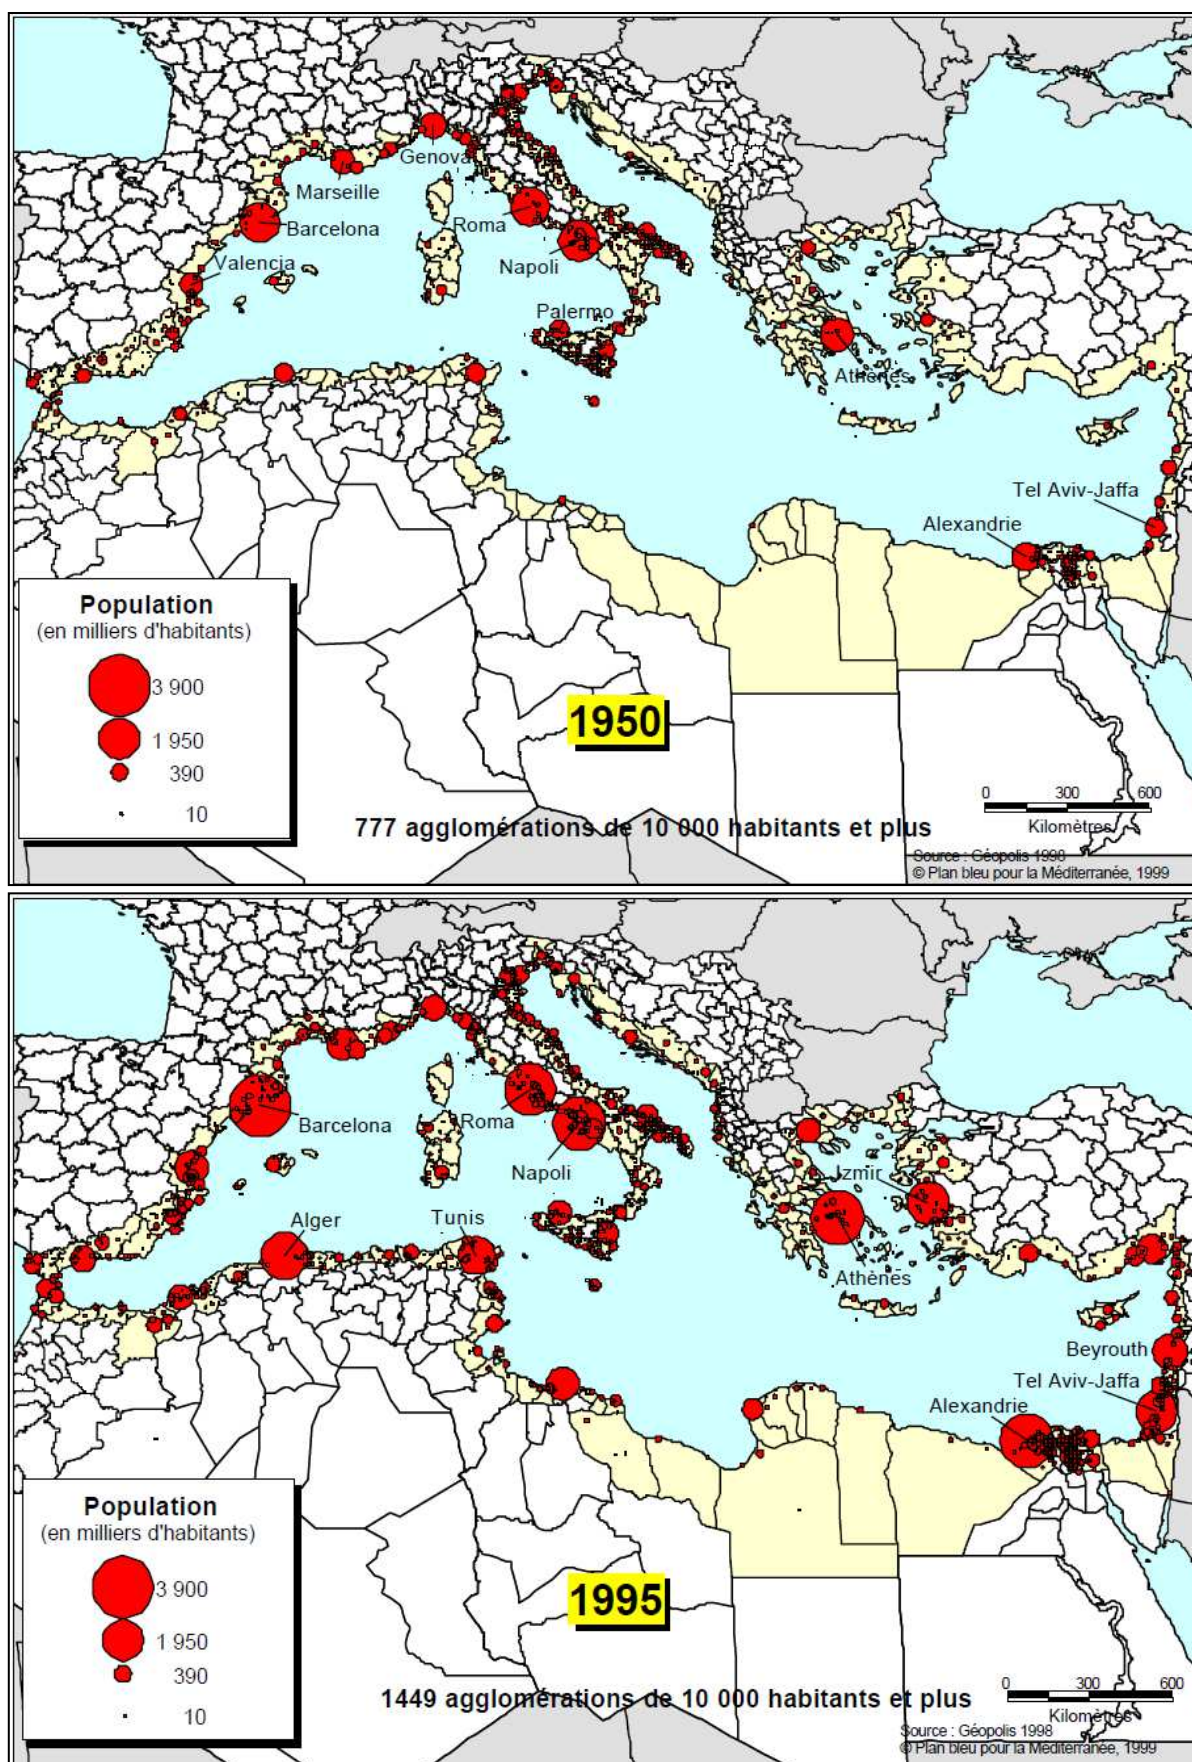 Genova
Marseille
Barcelona
Roma
Napoli
Valencia
Palermo
Athènes
Tel Aviv-Jaffa
Alexandrie
Population
(en milliers d'habitants)
3 900
1 950
390
10
1950
777 agglomérations de 10 000 habitants et plus
0 300 600
Kilomètres
Source : Géopolis 1998
© Plan bleu pour la Méditerranée, 1999
Barcelona
Roma
Napoli
Izmir
Alger
Tunis
Athènes
Beyrouth
Tel Aviv-Jaffa
Alexandrie
Population
(en milliers d'habitants)
3 900
1 950
390
10
1995
1449 agglomérations de 10 000 habitants et plus
0 300 600
Kilomètres
Source : Géopolis 1998
© Plan bleu pour la Méditerranée, 1999